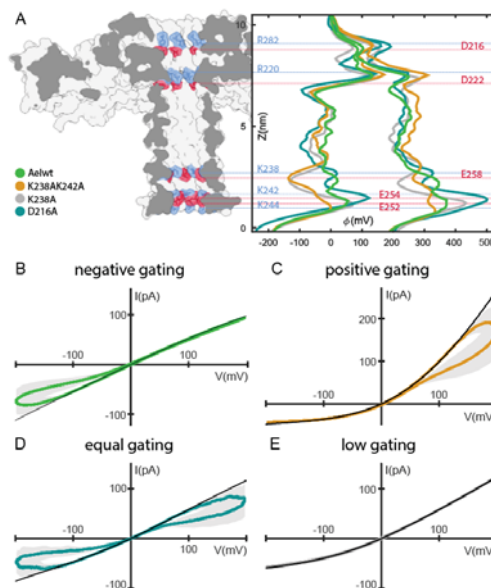 A
R282
R220
K238
K242
K244
D216
D222
E258
E254
E252
Z(nm)
10
5
0
-200 -100 0 100 200 300 400 500
ϕ(mV)
Aelwt
K238AK242A
K238A
D216A
B negative gating
I(pA)
100
-100
100
V(mV)
-100
C positive gating
I(pA)
200
100
-100
100
V(mV)
D equal gating
I(pA)
100
-100
100
V(mV)
-100
E low gating
I(pA)
100
-100
100
V(mV)
-100